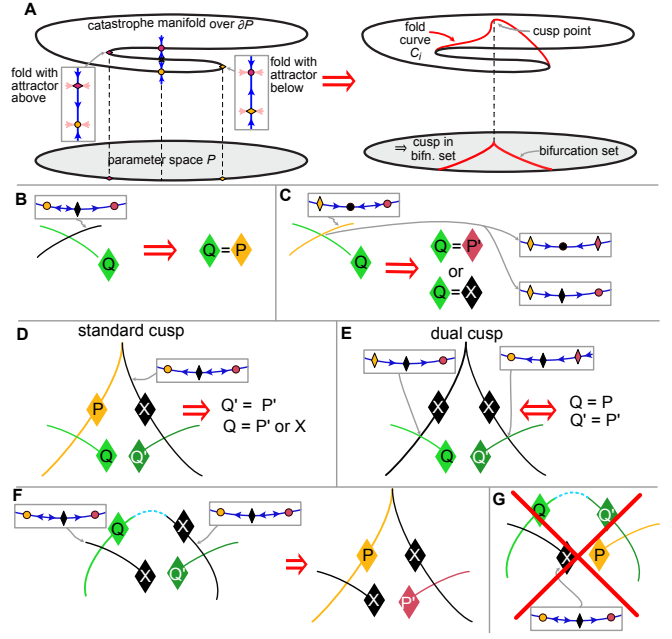 A
catastrophe manifold over ∂P
fold with
attractor
above
fold with
attractor
below
parameter space P
⇒
fold
curve
Cᵢ
cusp point
⇒ cusp in
bifn. set
bifurcation set
B
Q
⇒
Q = P
C
Q
⇒
Q = P'
or
Q = X
D
standard cusp
P
X
Q
Q'
⇒
Q' = P'
Q = P' or X
E
dual cusp
X
X
Q
Q'
⇔
Q = P
Q' = P'
F
Q
X
X
Q'
⇒
P
X
X
P'
G
Q
Q'
X
P